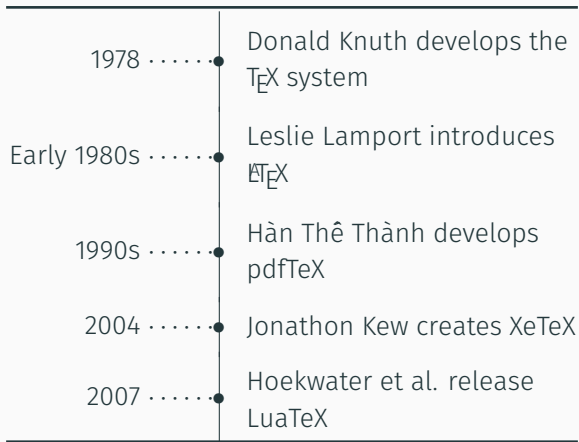 1978 Donald Knuth develops the
TEX system
Early 1980s Leslie Lamport introduces
LATEX
1990s Hàn Thê Thành develops
pdfTeX
2004 Jonathon Kew creates XeTeX
2007 Hoekwater et al. release
LuaTeX